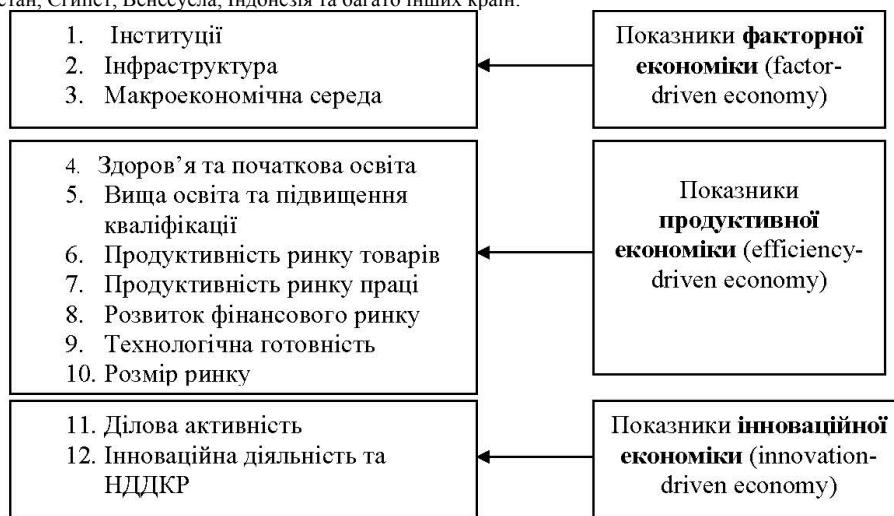 Єгипет, Венесуела, Індонезія та багато інших країн.
1. Інституції
2. Інфраструктура
3. Макроекономічна середа
Показники факторної
економіки (factor-
driven economy)
4. Здоров’я та початкова освіта
5. Вища освіта та підвищення
кваліфікації
6. Продуктивність ринку товарів
7. Продуктивність ринку праці
8. Розвиток фінансового ринку
9. Технологічна готовність
10. Розмір ринку
Показники
продуктивної
економіки (efficiency-
driven economy)
11. Ділова активність
12. Інноваційна діяльність та
НДДКР
Показники інноваційної
економіки (innovation-
driven economy)